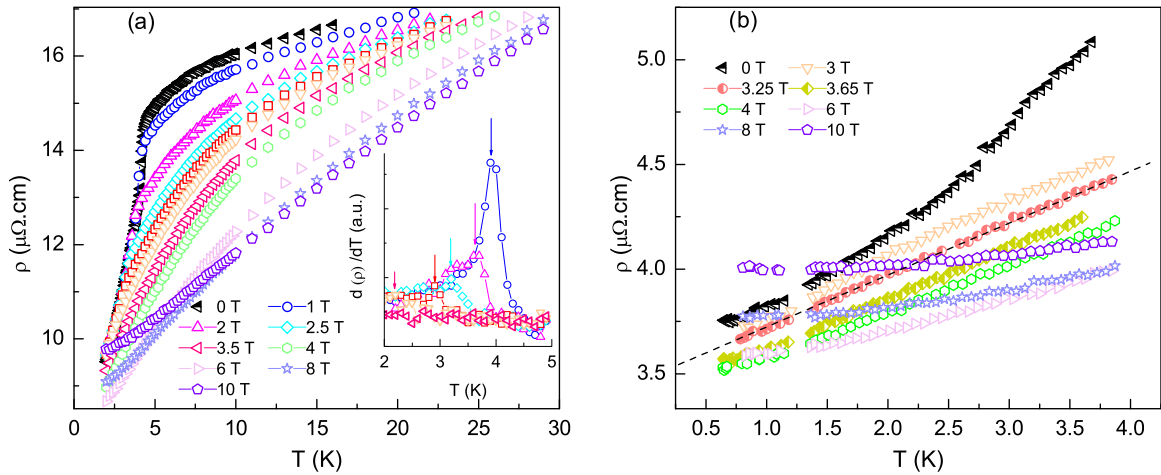 (a)
16
14
12
10
ρ (μΩ.cm)
0 5 10 15 20 25 30
T (K)
0 T 1 T
2 T 2.5 T
3.5 T 4 T
6 T 8 T
10 T
d (ρ)/dT (a.u.)
2 3 4 5
T (K)
(b)
5.0
4.5
4.0
3.5
ρ (μΩ.cm)
0 T 3 T
3.25 T 3.65 T
4 T 6 T
8 T 10 T
0.5 1.0 1.5 2.0 2.5 3.0 3.5 4.0
T (K)